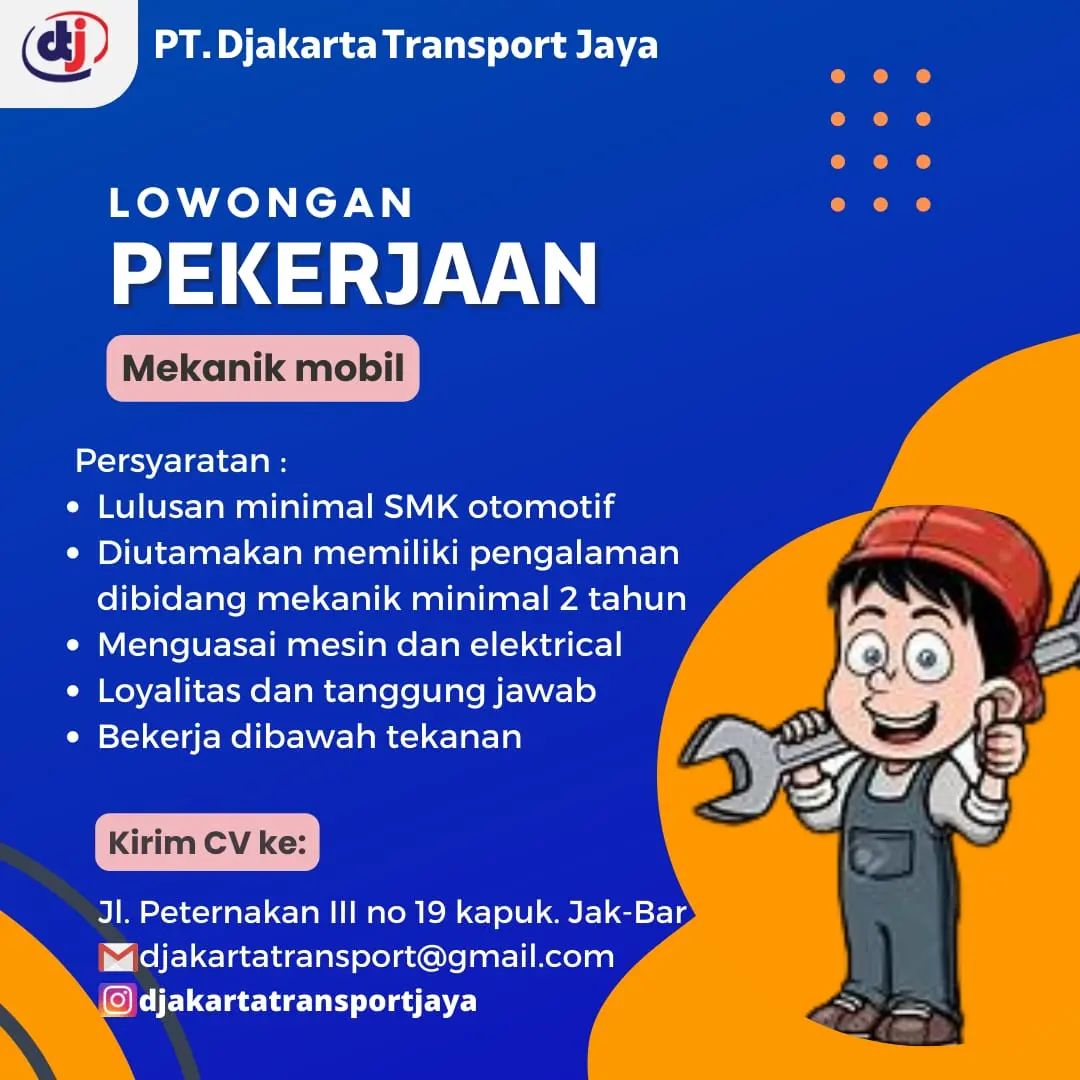 dj
PT. Djakarta Transport Jaya
LOWONGAN
PEKERJAAN
Mekanik mobil
Persyaratan :
• Lulusan minimal SMK otomotif
• Diutamakan memiliki pengalaman
dibidang mekanik minimal 2 tahun
• Menguasai mesin dan elektrical
• Loyalitas dan tanggung jawab
• Bekerja dibawah tekanan
Kirim CV ke:
Jl. Peternakan III no 19 kapuk. Jak-Bar
djakartatransport@gmail.com
djakartatransportjaya